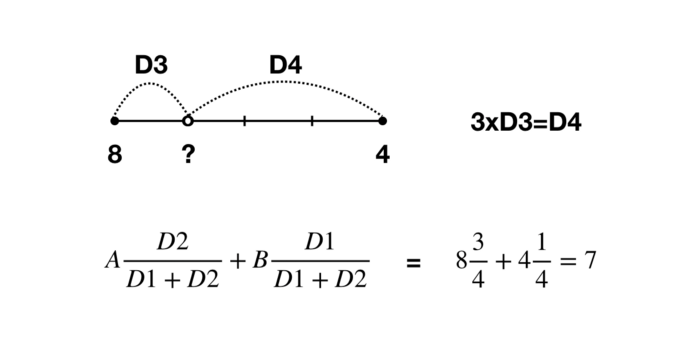 D3 D4
3xD3=D4
8 ? 4
A D2/(D1 + D2) + B D1/(D1 + D2) = 8 3/4 + 4 1/4 = 7